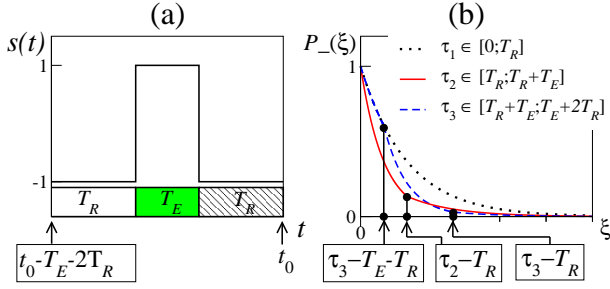 (a)
(b)
s(t)
1
-1
T_R
T_E
T_R
t
t_0-T_E-2T_R
t_0
P_(ξ)
1
0
τ_1 ∈ [0;T_R]
τ_2 ∈ [T_R;T_R+T_E]
τ_3 ∈ [T_R+T_E;T_E+2T_R]
ξ
τ_3−T_E-T_R
τ_2−T_R
τ_3−T_R